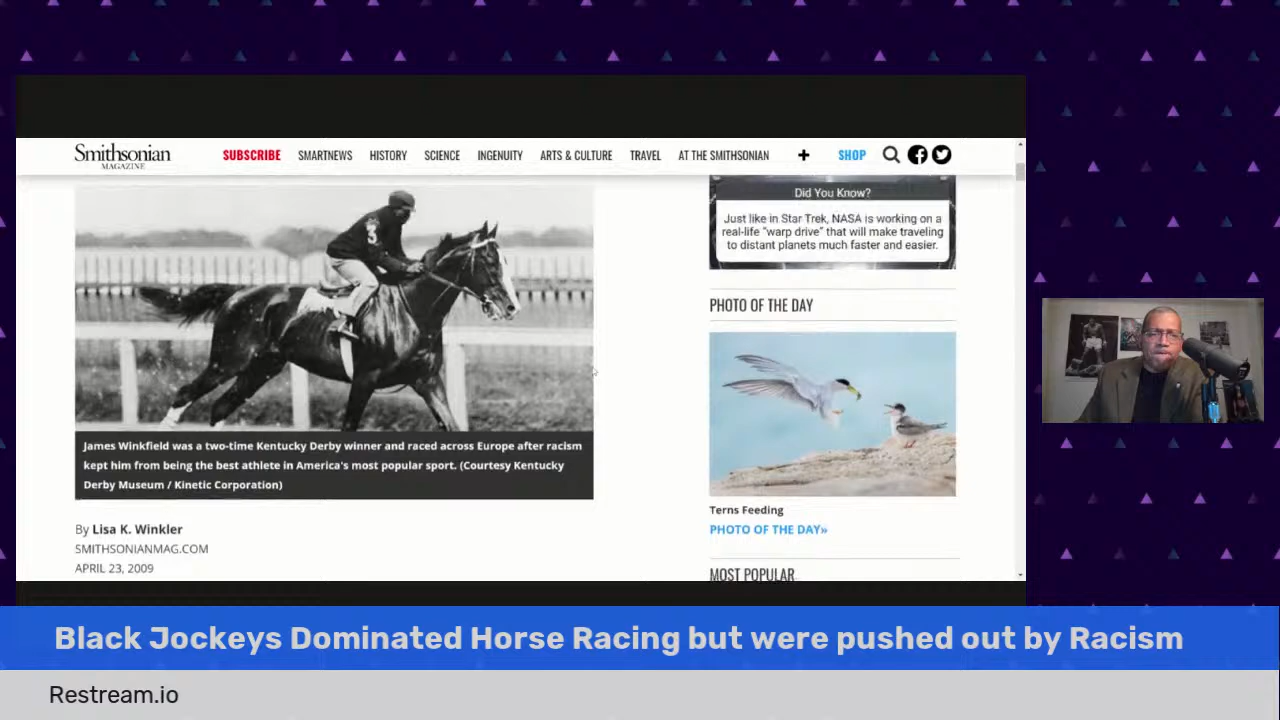 Smithsonian
MAGAZINE
SUBSCRIBE SMARTNEWS HISTORY SCIENCE INGENUITY ARTS & CULTURE TRAVEL AT THE SMITHSONIAN + SHOP
3
James Winkfield was a two-time Kentucky Derby winner and raced across Europe after racism
kept him from being the best athlete in America's most popular sport. (Courtesy Kentucky
Derby Museum / Kinetic Corporation)
By Lisa K. Winkler
SMITHSONIANMAG.COM
APRIL 23, 2009
Did You Know?
Just like in Star Trek, NASA is working on a
real-life "warp drive" that will make traveling
to distant planets much faster and easier.
PHOTO OF THE DAY
Terns Feeding
PHOTO OF THE DAY»
MOST POPULAR
Black Jockeys Dominated Horse Racing but were pushed out by Racism
Restream.io